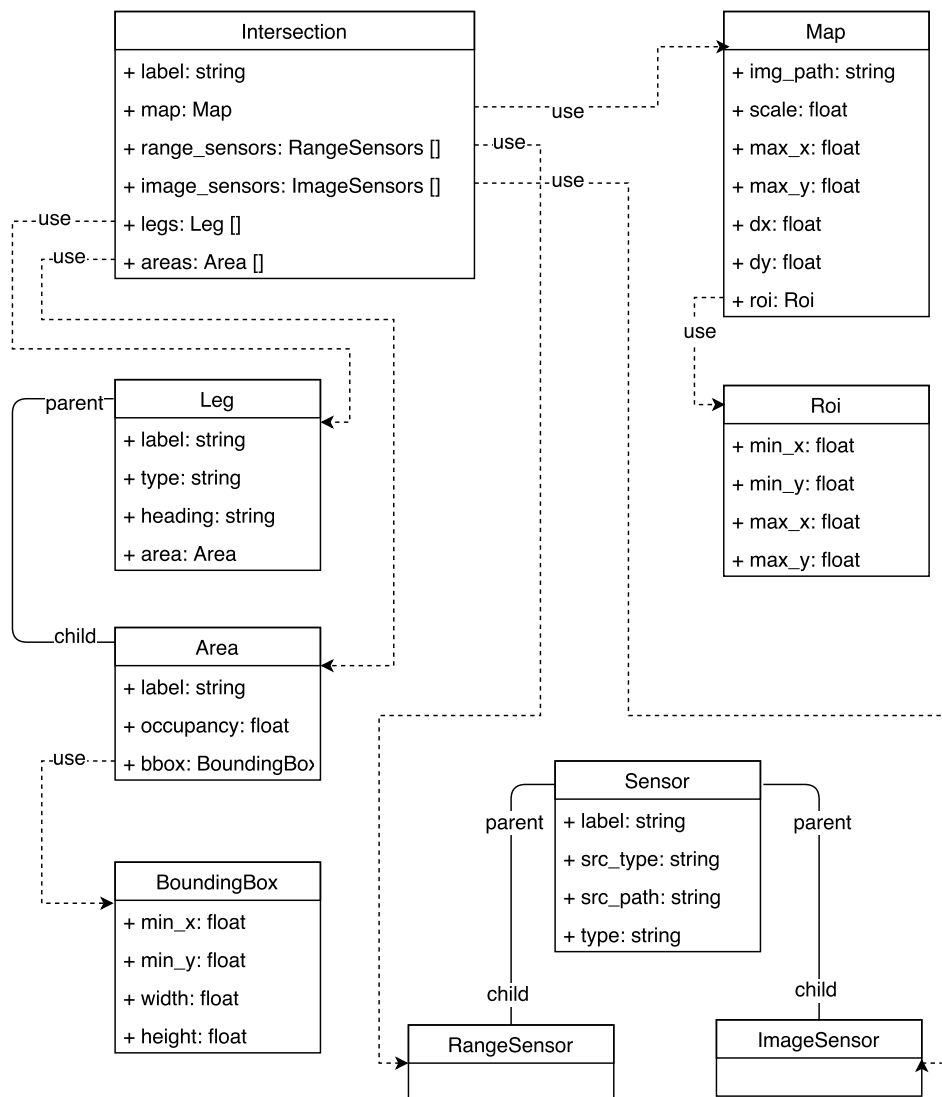 Intersection
+ label: string
+ map: Map
+ range_sensors: RangeSensors []
+ image_sensors: ImageSensors []
+ legs: Leg []
+ areas: Area []
use
use
use
use
use
Map
+ img_path: string
+ scale: float
+ max_x: float
+ max_y: float
+ dx: float
+ dy: float
+ roi: Roi
use
Roi
+ min_x: float
+ min_y: float
+ max_x: float
+ max_y: float
parent
Leg
+ label: string
+ type: string
+ heading: string
+ area: Area
child
Area
+ label: string
+ occupancy: float
+ bbox: BoundingBox
use
BoundingBox
+ min_x: float
+ min_y: float
+ width: float
+ height: float
Sensor
+ label: string
+ src_type: string
+ src_path: string
+ type: string
parent
parent
child
child
RangeSensor
ImageSensor